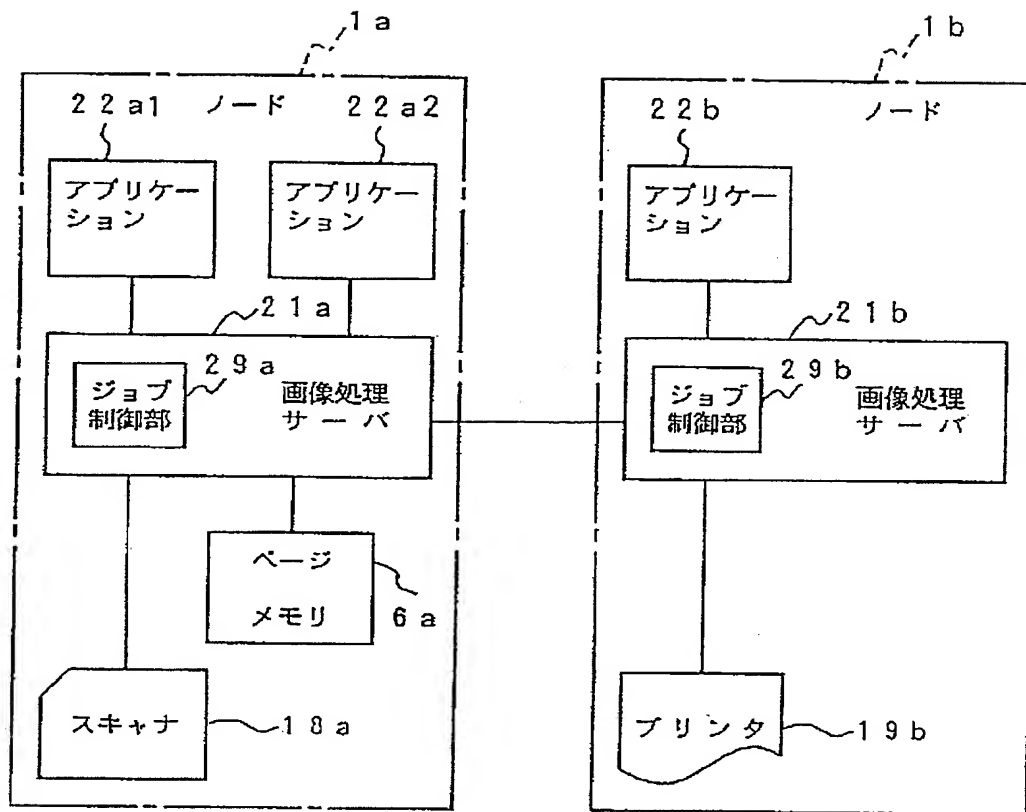 1a
1b
22a1
ノード
22a2
22b
ノード
アプリケー
ション
アプリケー
ション
アプリケー
ション
21a
21b
29a
29b
ジョブ
制御部
画像処理
サーバ
ジョブ
制御部
画像処理
サーバ
ページ
メモリ
6a
スキャナ
18a
プリンタ
19b